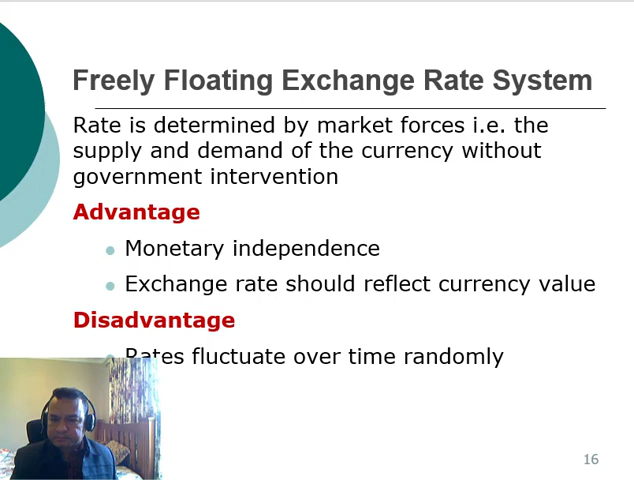 Freely Floating Exchange Rate System
Rate is determined by market forces i.e. the
supply and demand of the currency without
government intervention
Advantage
Monetary independence
Exchange rate should reflect currency value
Disadvantage
Rates fluctuate over time randomly
16